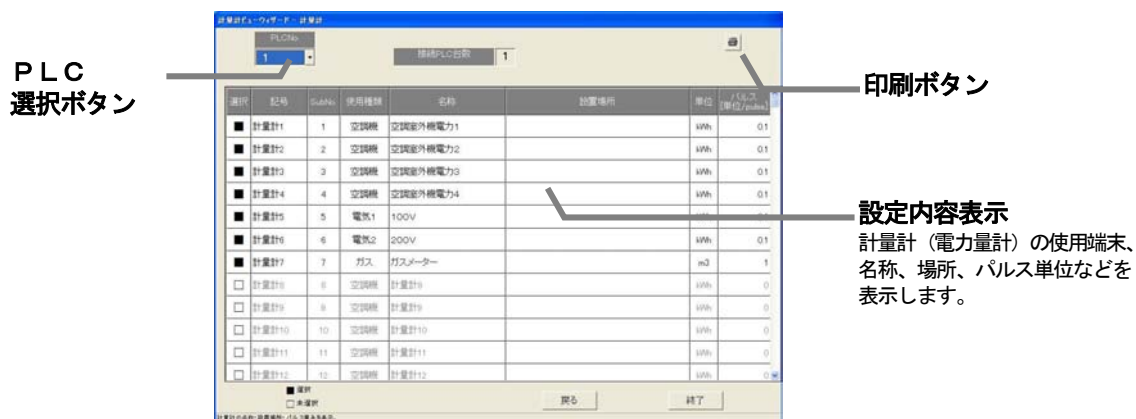 計量計ビューウィザード - 計量計
PLCNo.
1
接続PLC台数 1
PLC
選択ボタン
印刷ボタン
選択 記号 SubNo. 使用種類 名称 設置場所 単位 パルス
[単位/pulse]
■ 計量計1 1 空調機 空調室外機電力1 kWh 0.1
■ 計量計2 2 空調機 空調室外機電力2 kWh 0.1
■ 計量計3 3 空調機 空調室外機電力3 kWh 0.1
■ 計量計4 4 空調機 空調室外機電力4 kWh 0.1
■ 計量計5 5 電気1 100V
■ 計量計6 6 電気2 200V kWh 0.1
■ 計量計7 7 ガス ガスメーター m3 1
□ 計量計8 8 空調機 kWh 0
□ 計量計9 空調機 計量計9 kWh 0
□ 計量計10 10 空調機 計量計10 kWh 0
□ 計量計11 11 空調機 計量計11 kWh 0
□ 計量計12 12 空調機 計量計12 kWh 0
設定内容表示
計量計（電力量計）の使用端末、
名称、場所、パルス単位などを
表示します。
■ 選択
□ 未選択
戻る 終了